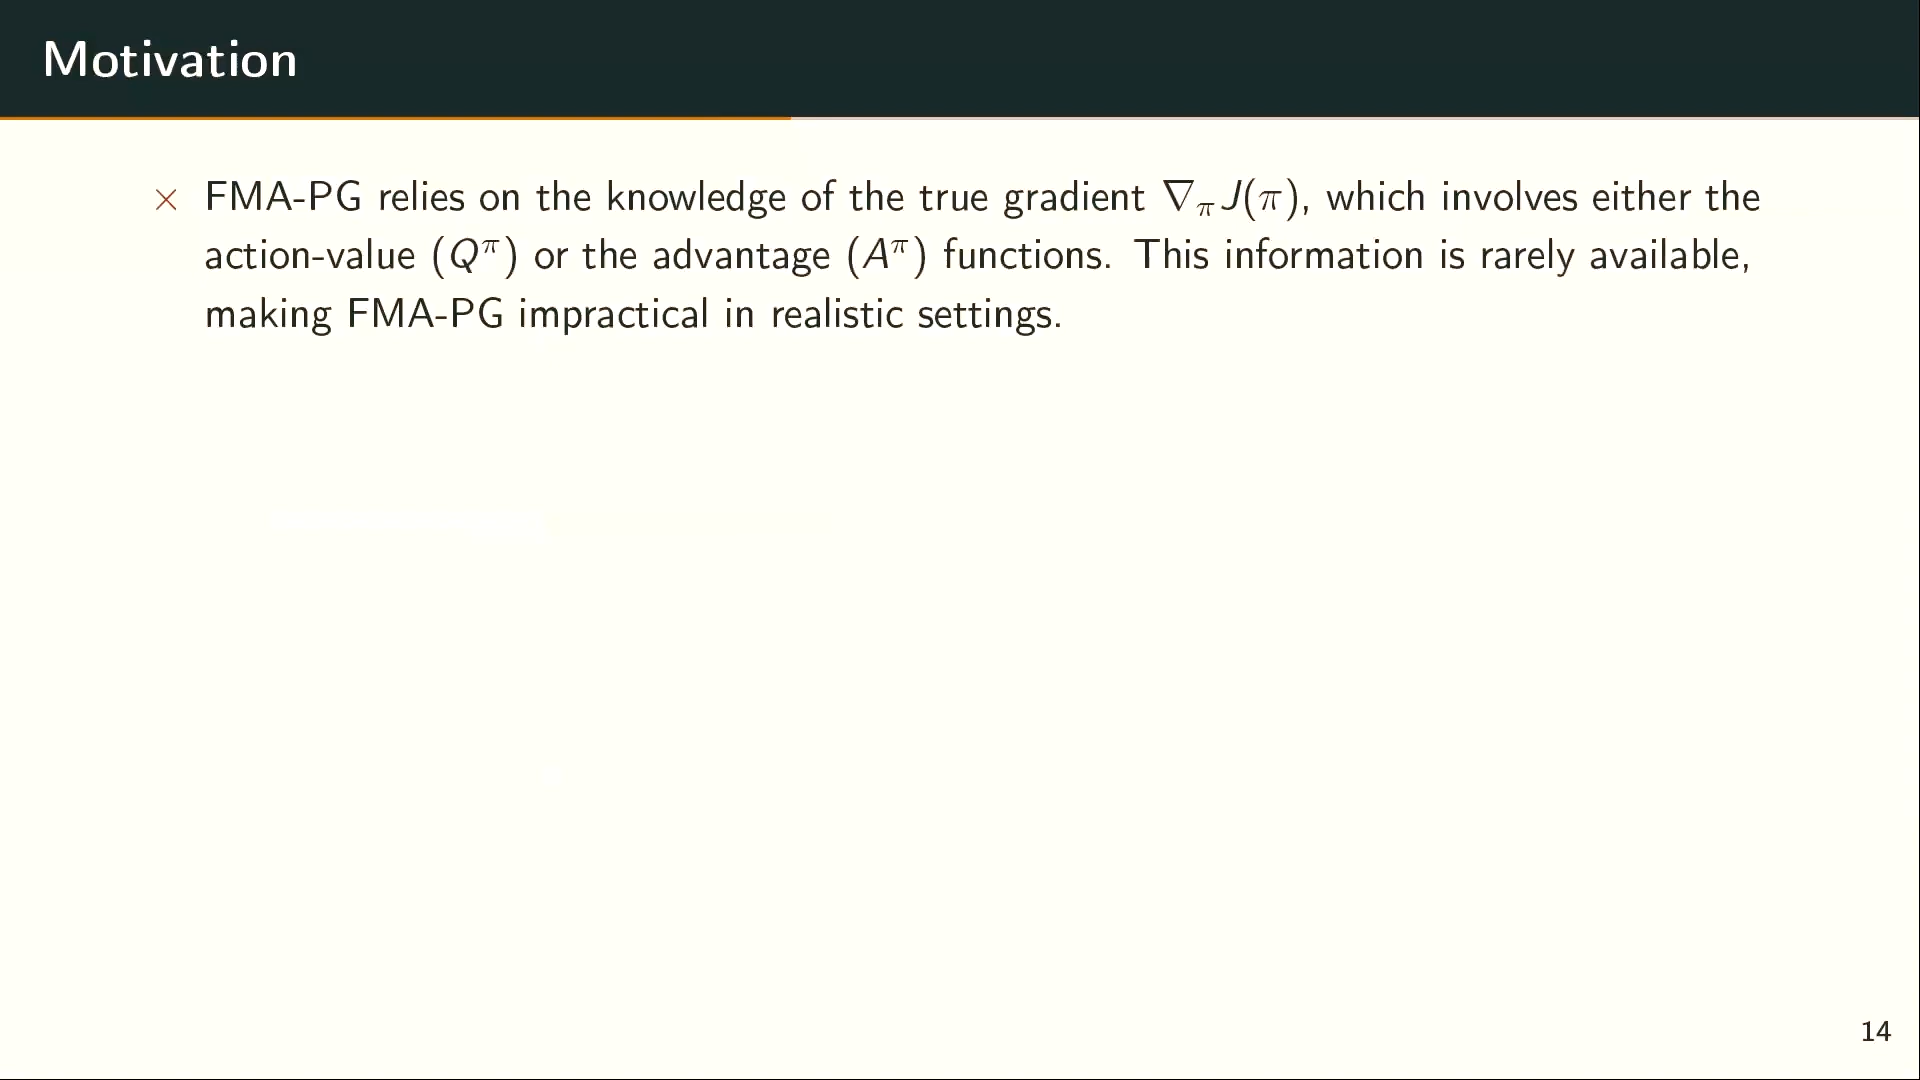 Motivation
× FMA-PG relies on the knowledge of the true gradient ∇_π J(π), which involves either the
action-value (Q^π) or the advantage (A^π) functions. This information is rarely available,
making FMA-PG impractical in realistic settings.
14